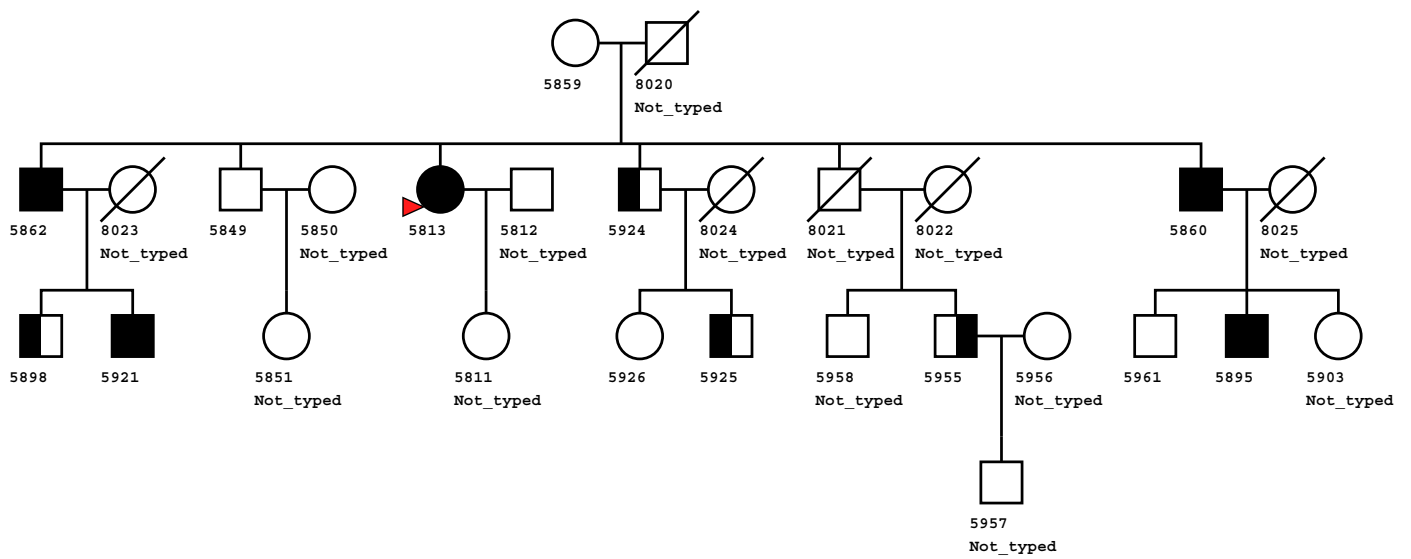 5859 8020
Not_typed
5862 8023 5849 5850 5813 5812 5924 8024 8021 8022 5860 8025
Not_typed Not_typed Not_typed Not_typed Not_typed Not_typed Not_typed
5898 5921 5851 5811 5926 5925 5958 5955 5956 5961 5895 5903
Not_typed Not_typed Not_typed Not_typed Not_typed
5957
Not_typed